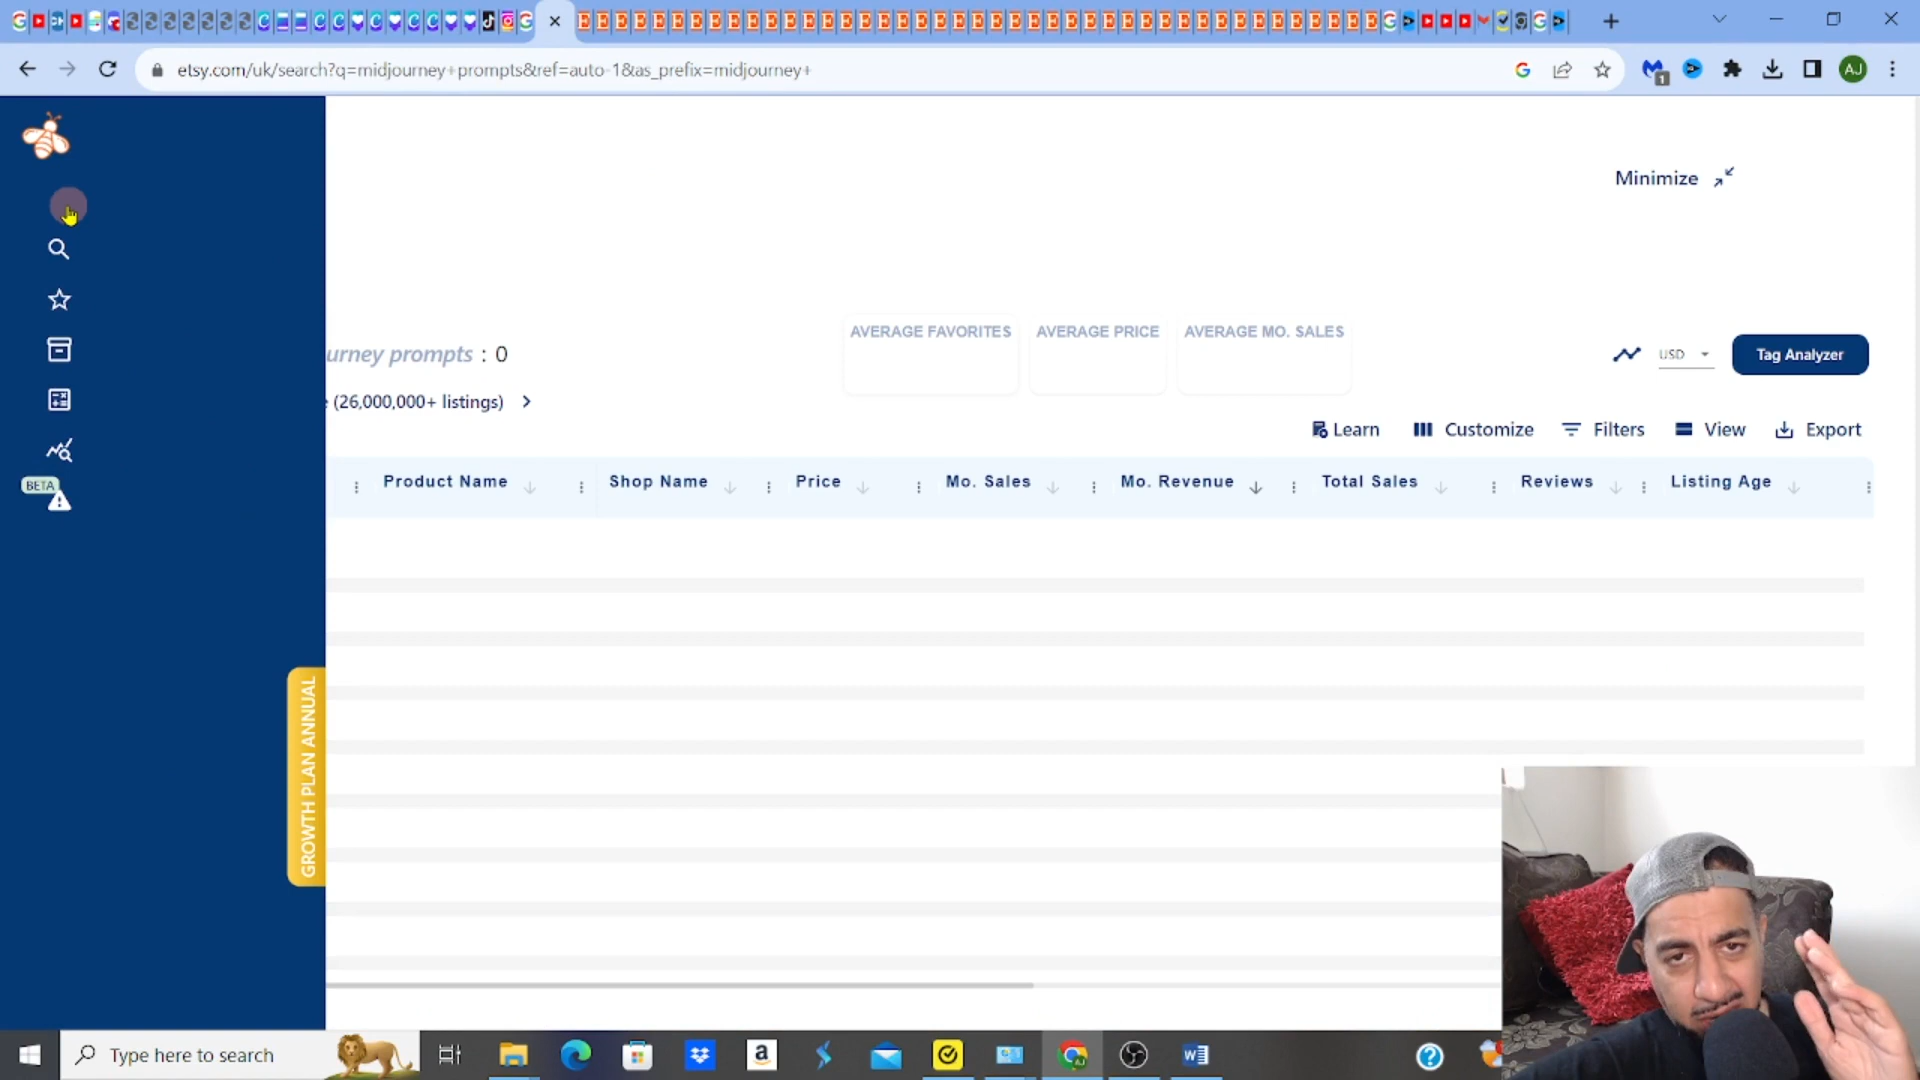 etsy.com/uk/search?q=midjourney+prompts&ref=auto-1&as_prefix=midjourney+
1
AJ
Minimize
urney prompts : 0
AVERAGE FAVORITES
AVERAGE PRICE
AVERAGE MO. SALES
USD
Tag Analyzer
(26,000,000+ listings)
Learn
Customize
Filters
View
Export
Product Name
Shop Name
Price
Mo. Sales
Mo. Revenue
Total Sales
Reviews
Listing Age
BETA
GROWTH PLAN ANNUAL
Type here to search